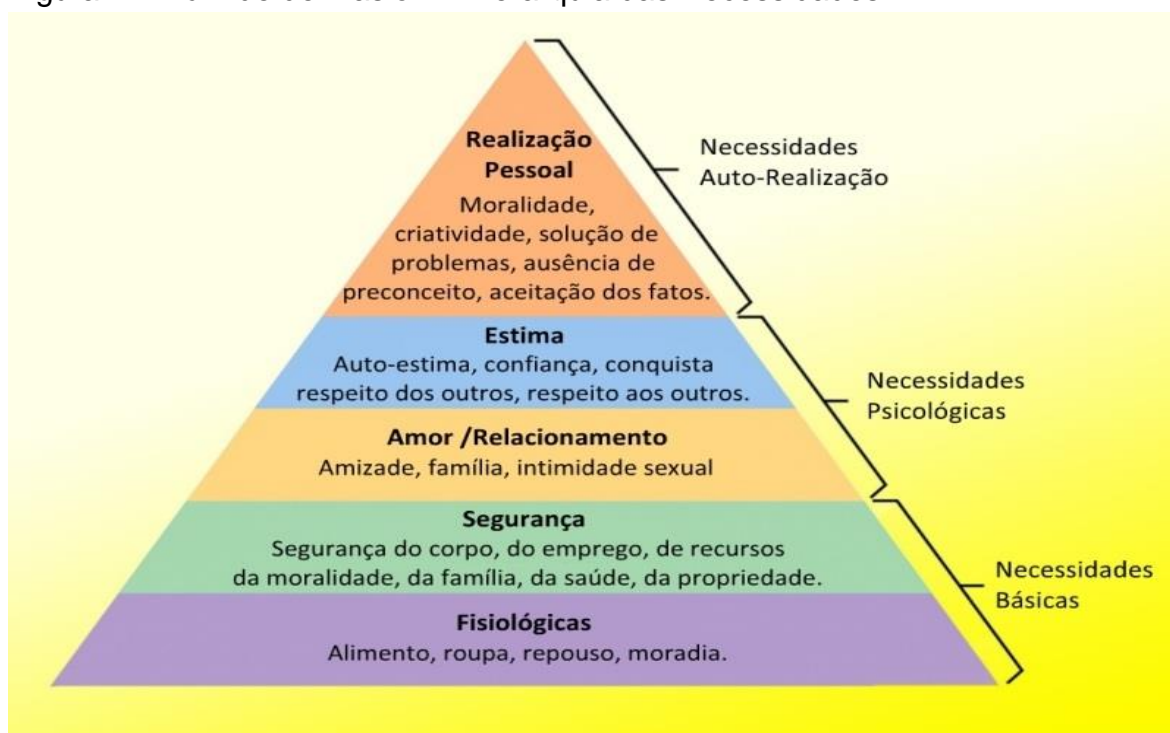 Realização
Pessoal
Moralidade,
criatividade, solução de
problemas, ausência de
preconceito, aceitação dos fatos.
Necessidades
Auto-Realização
Estima
Auto-estima, confiança, conquista
respeito dos outros, respeito aos outros.
Necessidades
Psicológicas
Amor /Relacionamento
Amizade, família, intimidade sexual
Segurança
Segurança do corpo, do emprego, de recursos
da moralidade, da família, da saúde, da propriedade.
Necessidades
Básicas
Fisiológicas
Alimento, roupa, repouso, moradia.